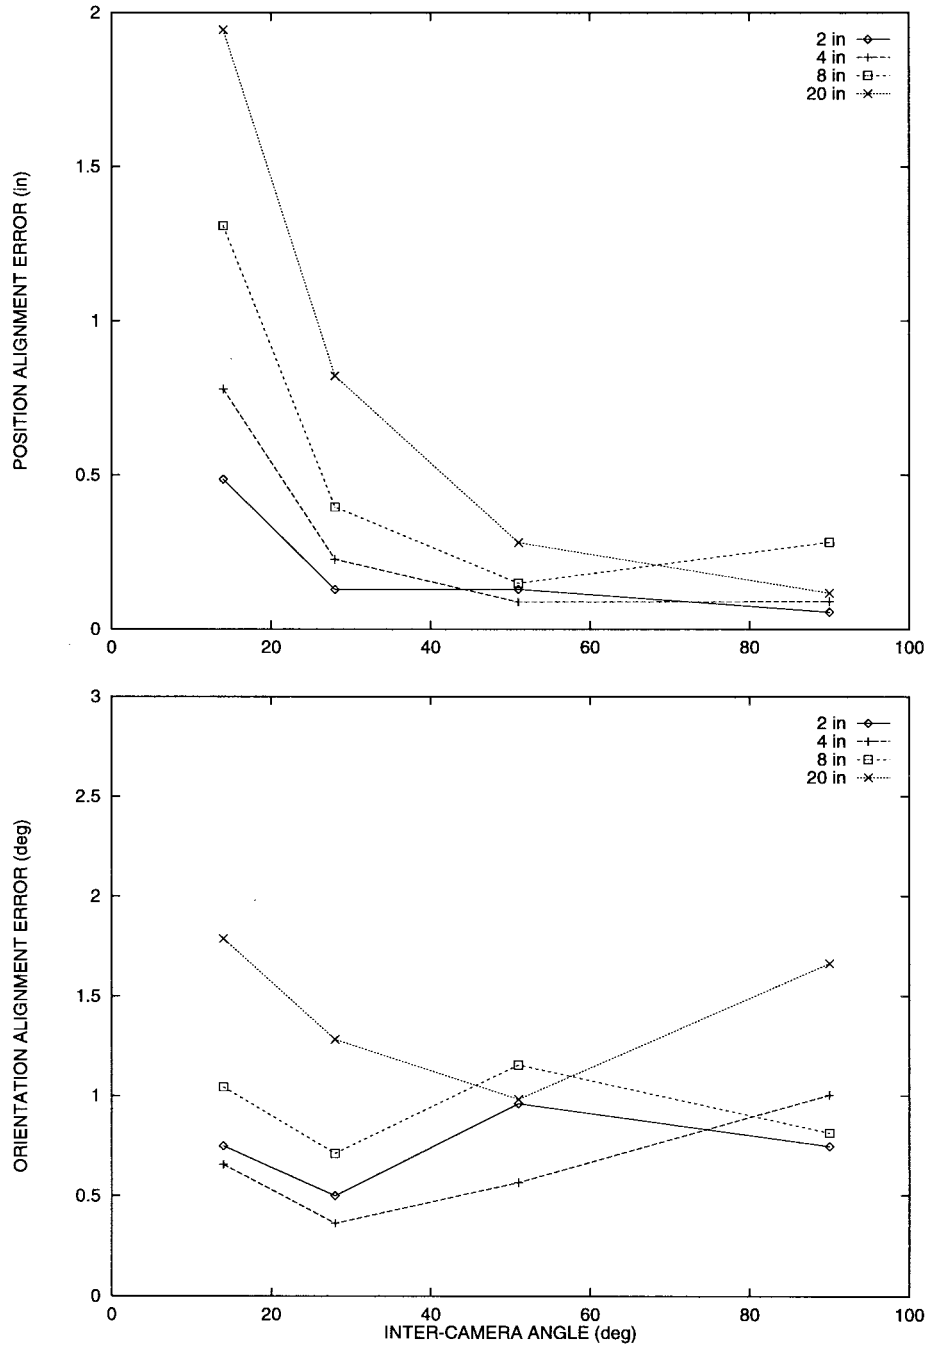 POSITION ALIGNMENT ERROR (in)
2
1.5
1
0.5
0
2 in
4 in
8 in
20 in
0 20 40 60 80 100
ORIENTATION ALIGNMENT ERROR (deg)
3
2.5
2
1.5
1
0.5
0
2 in
4 in
8 in
20 in
0 20 40 60 80 100
INTER-CAMERA ANGLE (deg)